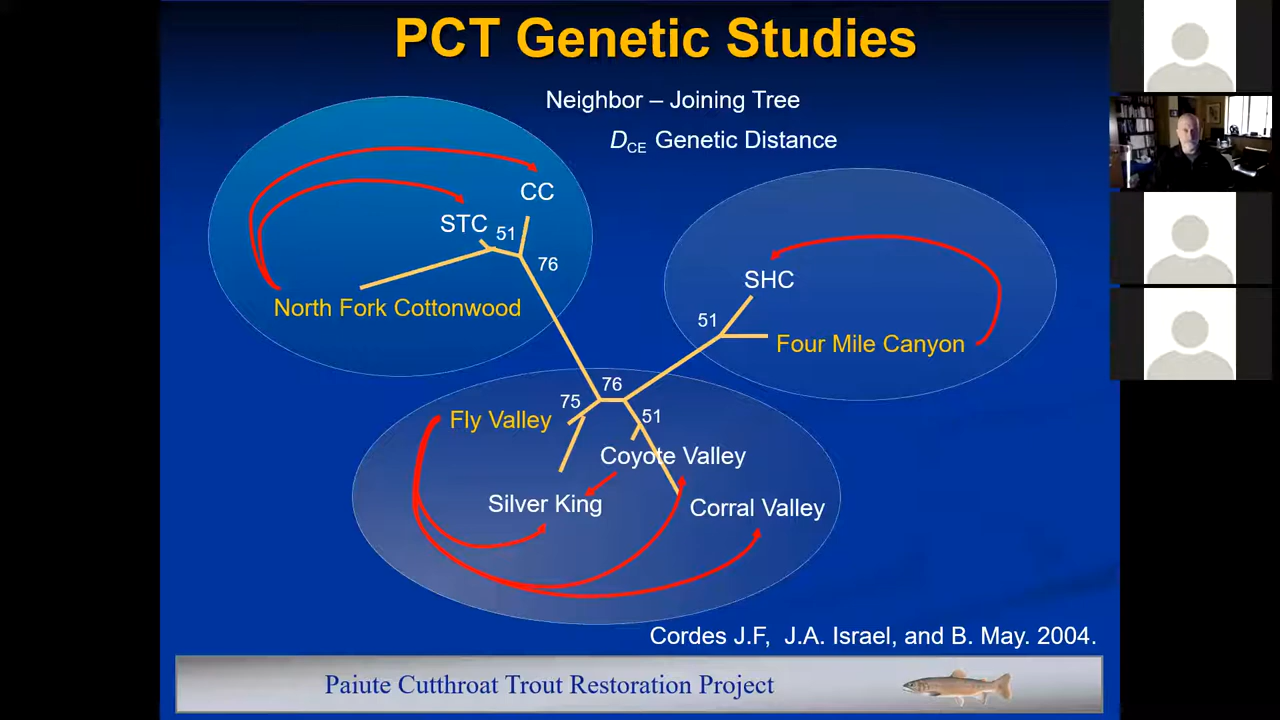 PCT Genetic Studies
Neighbor – Joining Tree
DCE Genetic Distance
CC
STC
51
76
North Fork Cottonwood
SHC
51
Four Mile Canyon
76
75
51
Fly Valley
Coyote Valley
Silver King
Corral Valley
Cordes J.F, J.A. Israel, and B. May. 2004.
Paiute Cutthroat Trout Restoration Project